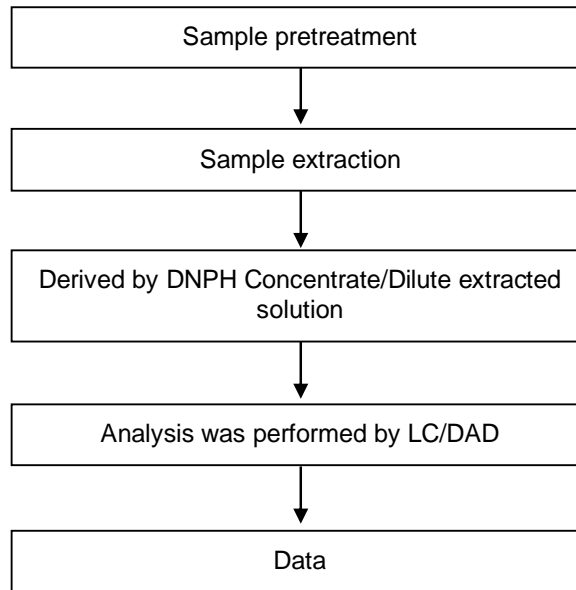 Sample pretreatment
Sample extraction
Derived by DNPH Concentrate/Dilute extracted
solution
Analysis was performed by LC/DAD
Data